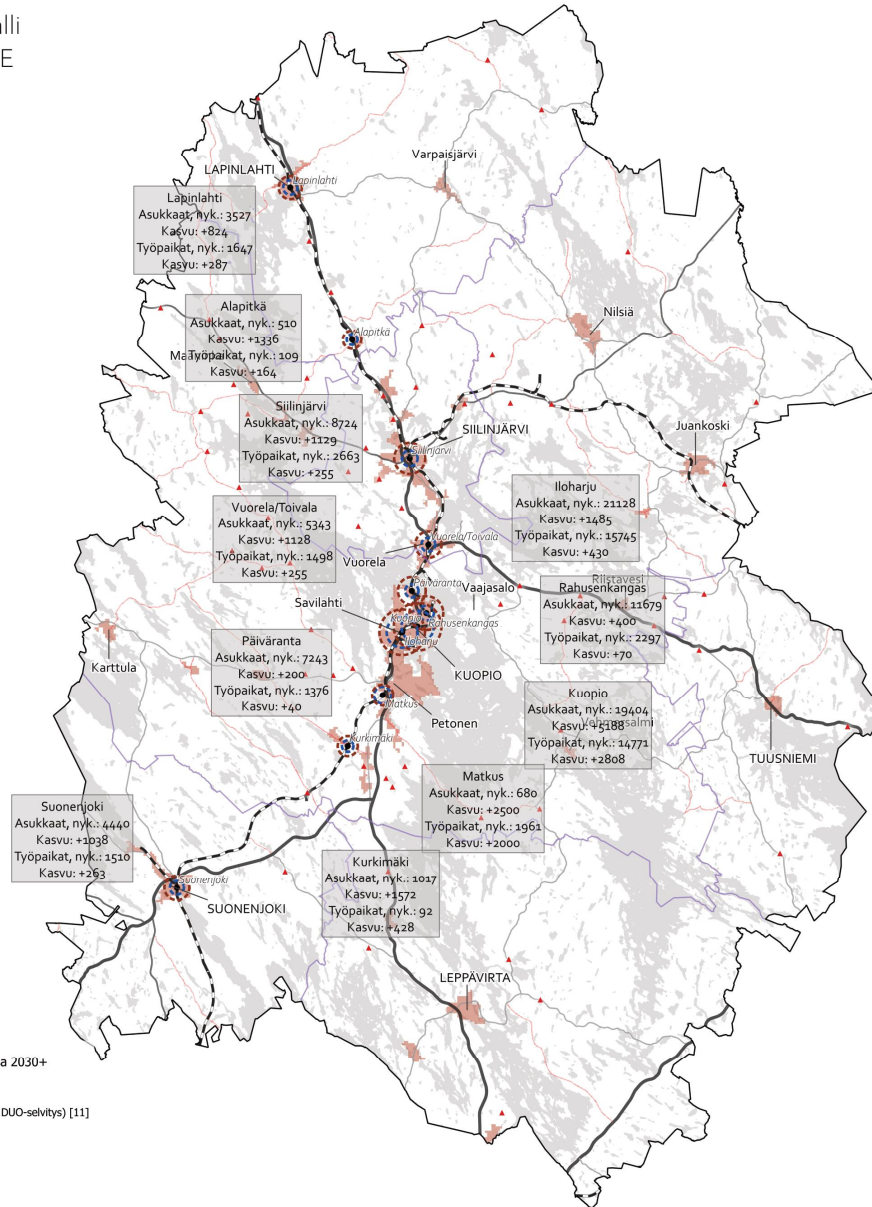 lli
E
LAPINLAHTI
Lapinlahti
Varpaisjärvi
Lapinlahti
Asukkaat, nyk.: 3527
Kasvu: +824
Työpaikat, nyk.: 1647
Kasvu: +287
Alapitkä
Asukkaat, nyk.: 510
Kasvu: +1336
Työpaikat, nyk.: 109
Kasvu: +164
Alapitkä
Nilsiä
Siilinjärvi
Asukkaat, nyk.: 8724
Kasvu: +1129
Työpaikat, nyk.: 2663
Kasvu: +255
SIILINJÄRVI
Siilinjärvi
Juankoski
Vuorela/Toivala
Asukkaat, nyk.: 5343
Kasvu: +1128
Työpaikat, nyk.: 1498
Kasvu: +255
Iloharju
Asukkaat, nyk.: 21128
Kasvu: +1485
Työpaikat, nyk.: 15745
Kasvu: +430
Vuorela/Toivala
Vuorela
Päiväranta
Vaajasalo
Riistavesi
Rahusenkangas
Asukkaat, nyk.: 11679
Kasvu: +400
Työpaikat, nyk.: 2297
Kasvu: +70
Savilahti
Kuopio
Rahusenkangas
Iloharju
Karttula
Päiväranta
Asukkaat, nyk.: 7243
Kasvu: +200
Työpaikat, nyk.: 1376
Kasvu: +40
KUOPIO
Kuopio
Asukkaat, nyk.: 19404
Kasvu: +5188
Vehmersalmi
Työpaikat, nyk.: 14771
Kasvu: +2808
Matkus
Petonen
Kurkimäki
TUUSNIEMI
Matkus
Asukkaat, nyk.: 680
Kasvu: +2500
Työpaikat, nyk.: 1961
Kasvu: +2000
Suonenjoki
Asukkaat, nyk.: 4440
Kasvu: +1038
Työpaikat, nyk.: 1510
Kasvu: +263
Kurkimäki
Asukkaat, nyk.: 1017
Kasvu: +1572
Työpaikat, nyk.: 92
Kasvu: +428
Suonenjoki
SUONENJOKI
LEPPÄVIRTA
a 2030+
DUO-selvitys) [11]